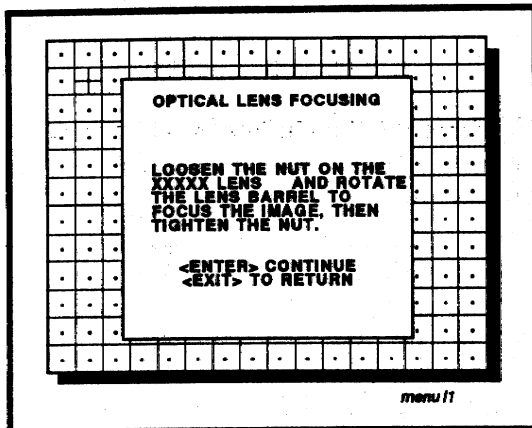 OPTICAL LENS FOCUSING
LOOSEN THE NUT ON THE
XXXXX LENS AND ROTATE
THE LENS BARREL TO
FOCUS THE IMAGE, THEN
TIGHTEN THE NUT.
<ENTER> CONTINUE
<EXIT> TO RETURN
menu I1